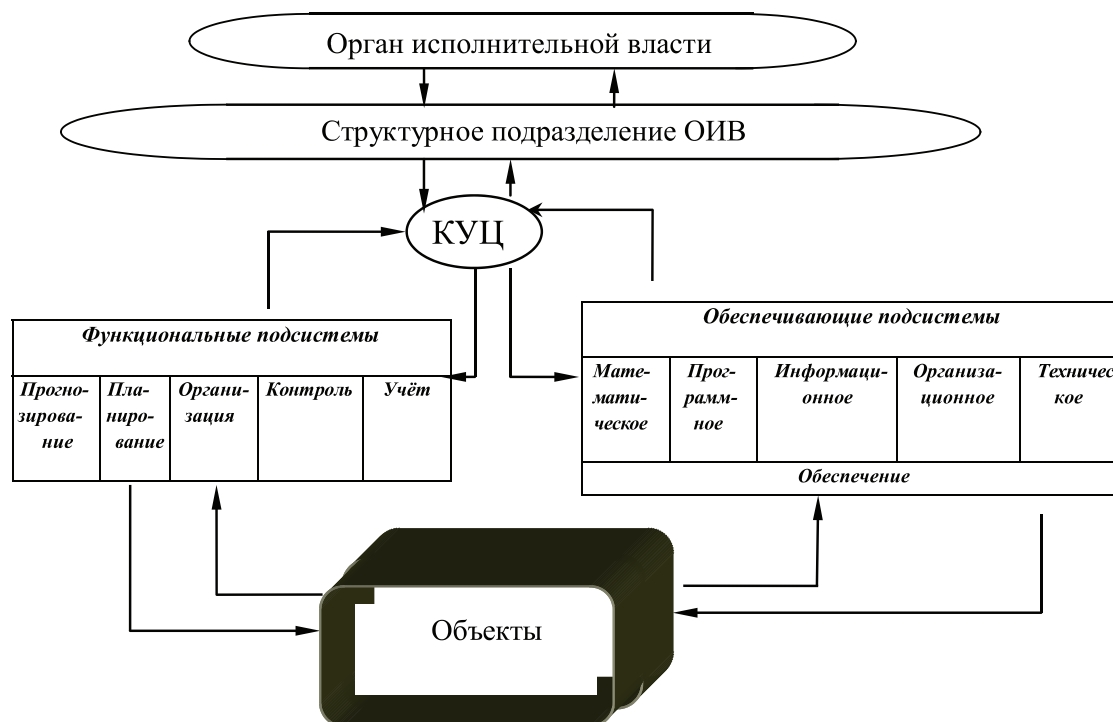 Орган исполнительной власти
Структурное подразделение ОИВ
КУЦ
Функциональные подсистемы
Прогно-
зирова-
ние
Пла-
ниро-
вание
Органи-
зация
Контроль
Учёт
Обеспечивающие подсистемы
Мате-
мати-
ческое
Прог-
рамм-
ное
Информаци-
онное
Организа-
ционное
Техничес-
кое
Обеспечение
Объекты